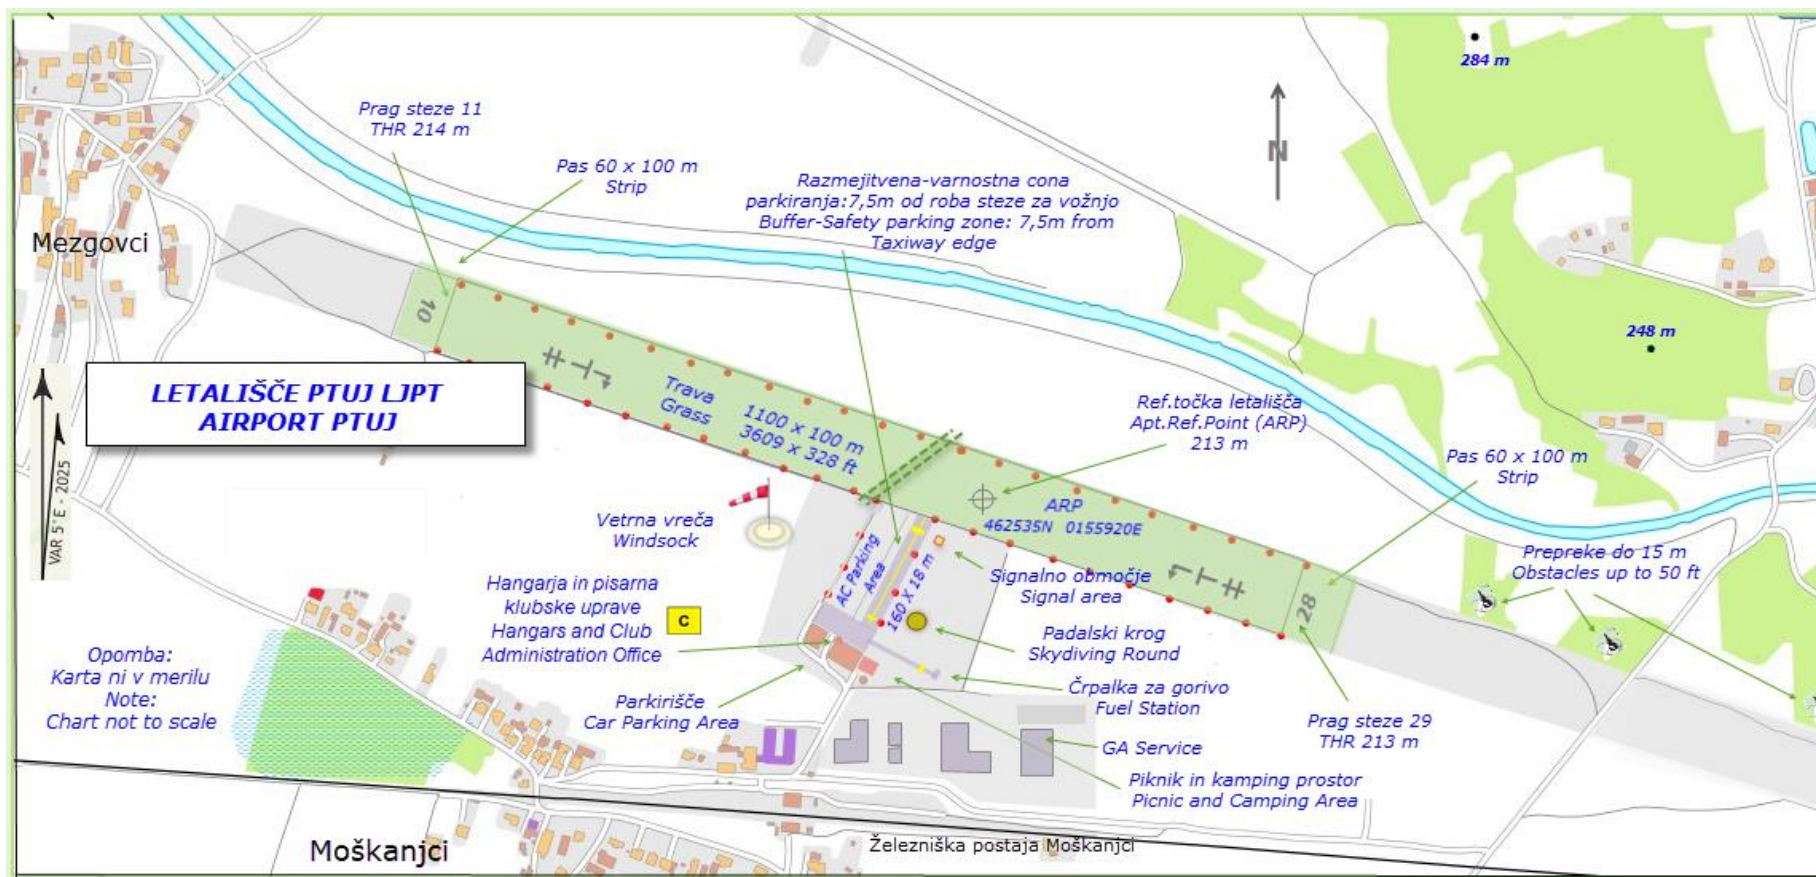 284 m
Prag steze 11
THR 214 m
Pas 60 x 100 m
Strip
Razmejitvena-varnostna cona
parkiranja:7,5m od roba steze za vožnjo
Buffer-Safety parking zone: 7,5m from
Taxiway edge
N
Mezgovci
10
248 m
LETALIŠČE PTUJ LJPT
AIRPORT PTUJ
VAR 5°E - 2025
Trava
Grass
1100 x 100 m
3609 x 328 ft
Ref.točka letališča
Apt.Ref.Point (ARP)
213 m
Pas 60 x 100 m
Strip
ARP
462535N 0155920E
Vetrna vreča
Windsock
AC Parking
Area
160 X 18 m
Signalno območje
Signal area
28
Prepreke do 15 m
Obstacles up to 50 ft
Hangarja in pisarna
klubske uprave
Hangars and Club
Administration Office
C
Padalski krog
Skydiving Round
Opomba:
Karta ni v merilu
Note:
Chart not to scale
Parkirišče
Car Parking Area
Črpalka za gorivo
Fuel Station
Prag steze 29
THR 213 m
GA Service
Piknik in kamping prostor
Picnic and Camping Area
Moškanjci
Železniška postaja Moškanjci